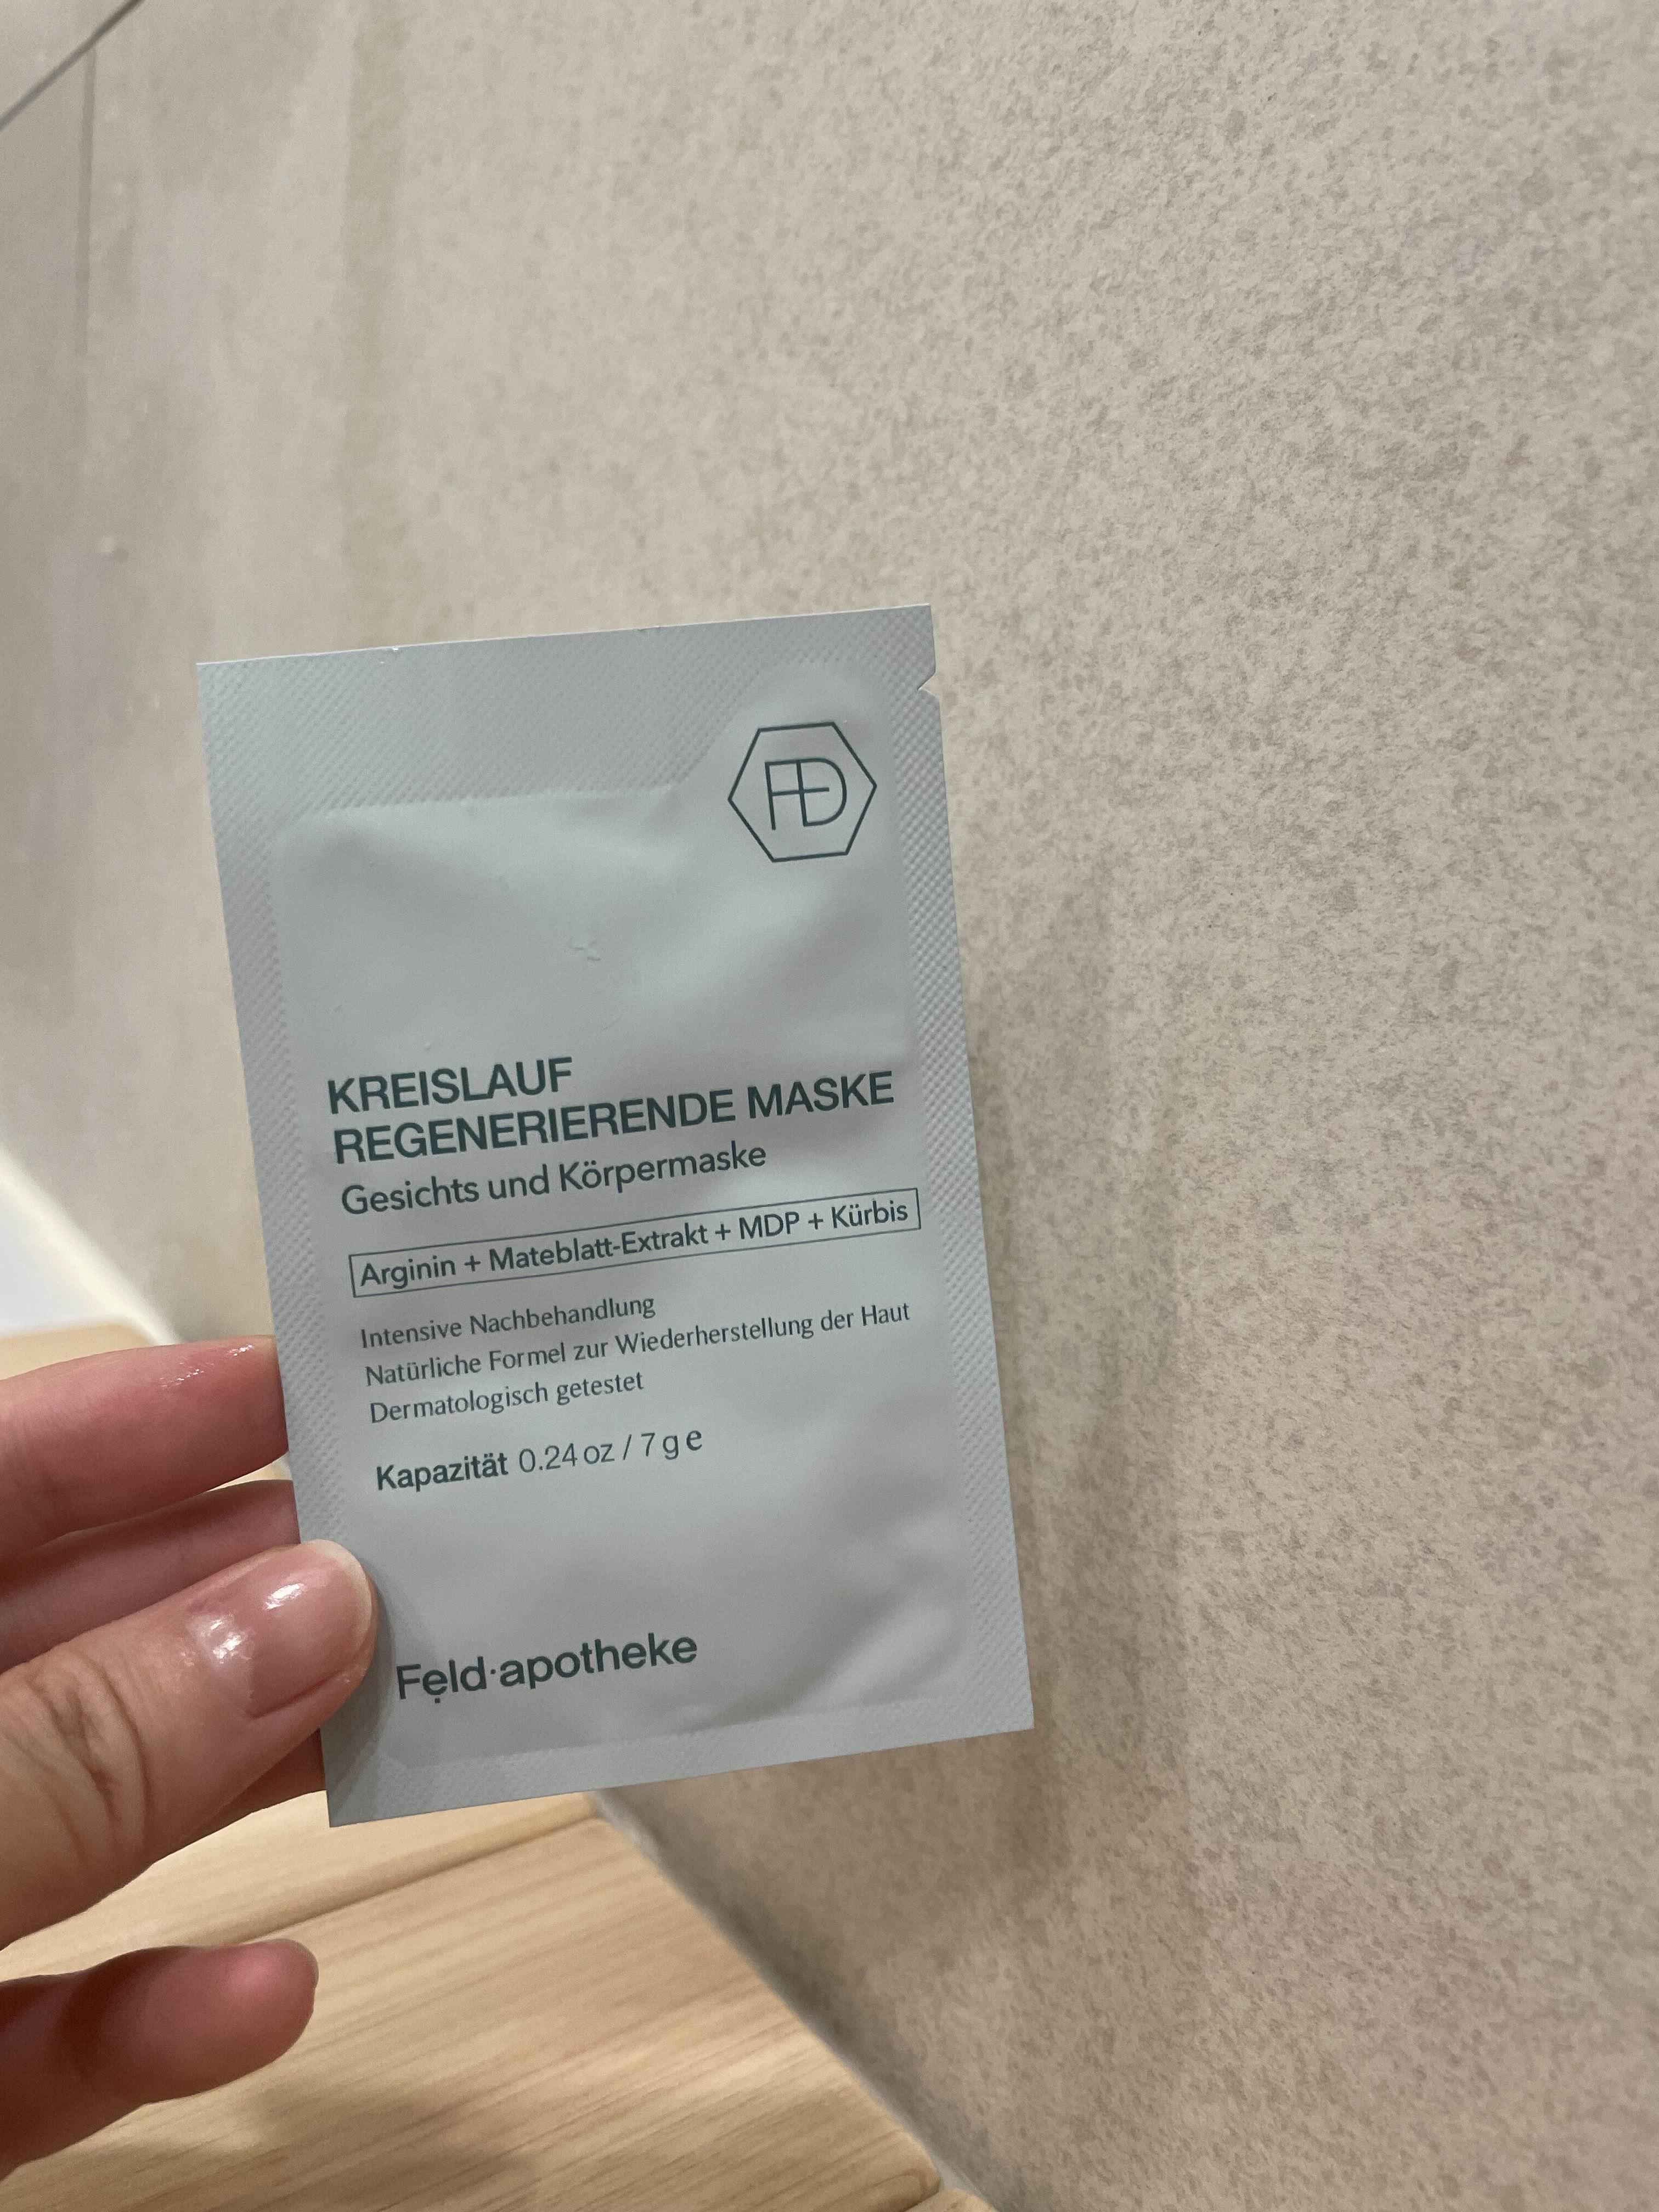 FD
KREISLAUF
REGENERIERENDE MASKE
Gesichts und Körpermaske
Arginin + Mateblatt-Extrakt + MDP + Kürbis
Intensive Nachbehandlung
Natürliche Formel zur Wiederherstellung der Haut
Dermatologisch getestet
Kapazität 0.24 oz / 7 g e
Fẹld·apotheke